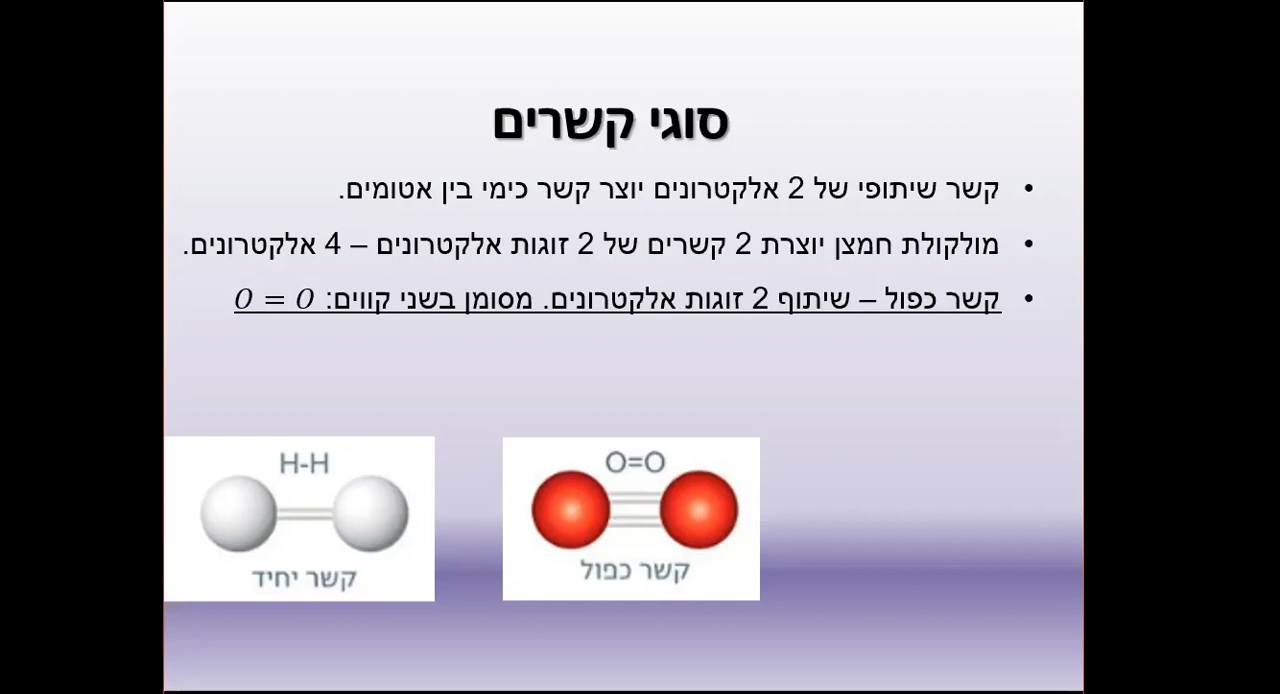 סוגי קשרים
• קשר שיתופי של 2 אלקטרונים יוצר קשר כימי בין אטומים.
• מולקולת חמצן יוצרת 2 קשרים של 2 זוגות אלקטרונים – 4 אלקטרונים.
• קשר כפול – שיתוף 2 זוגות אלקטרונים. מסומן בשני קווים: O = O
O=O
קשר כפול
H-H
קשר יחיד